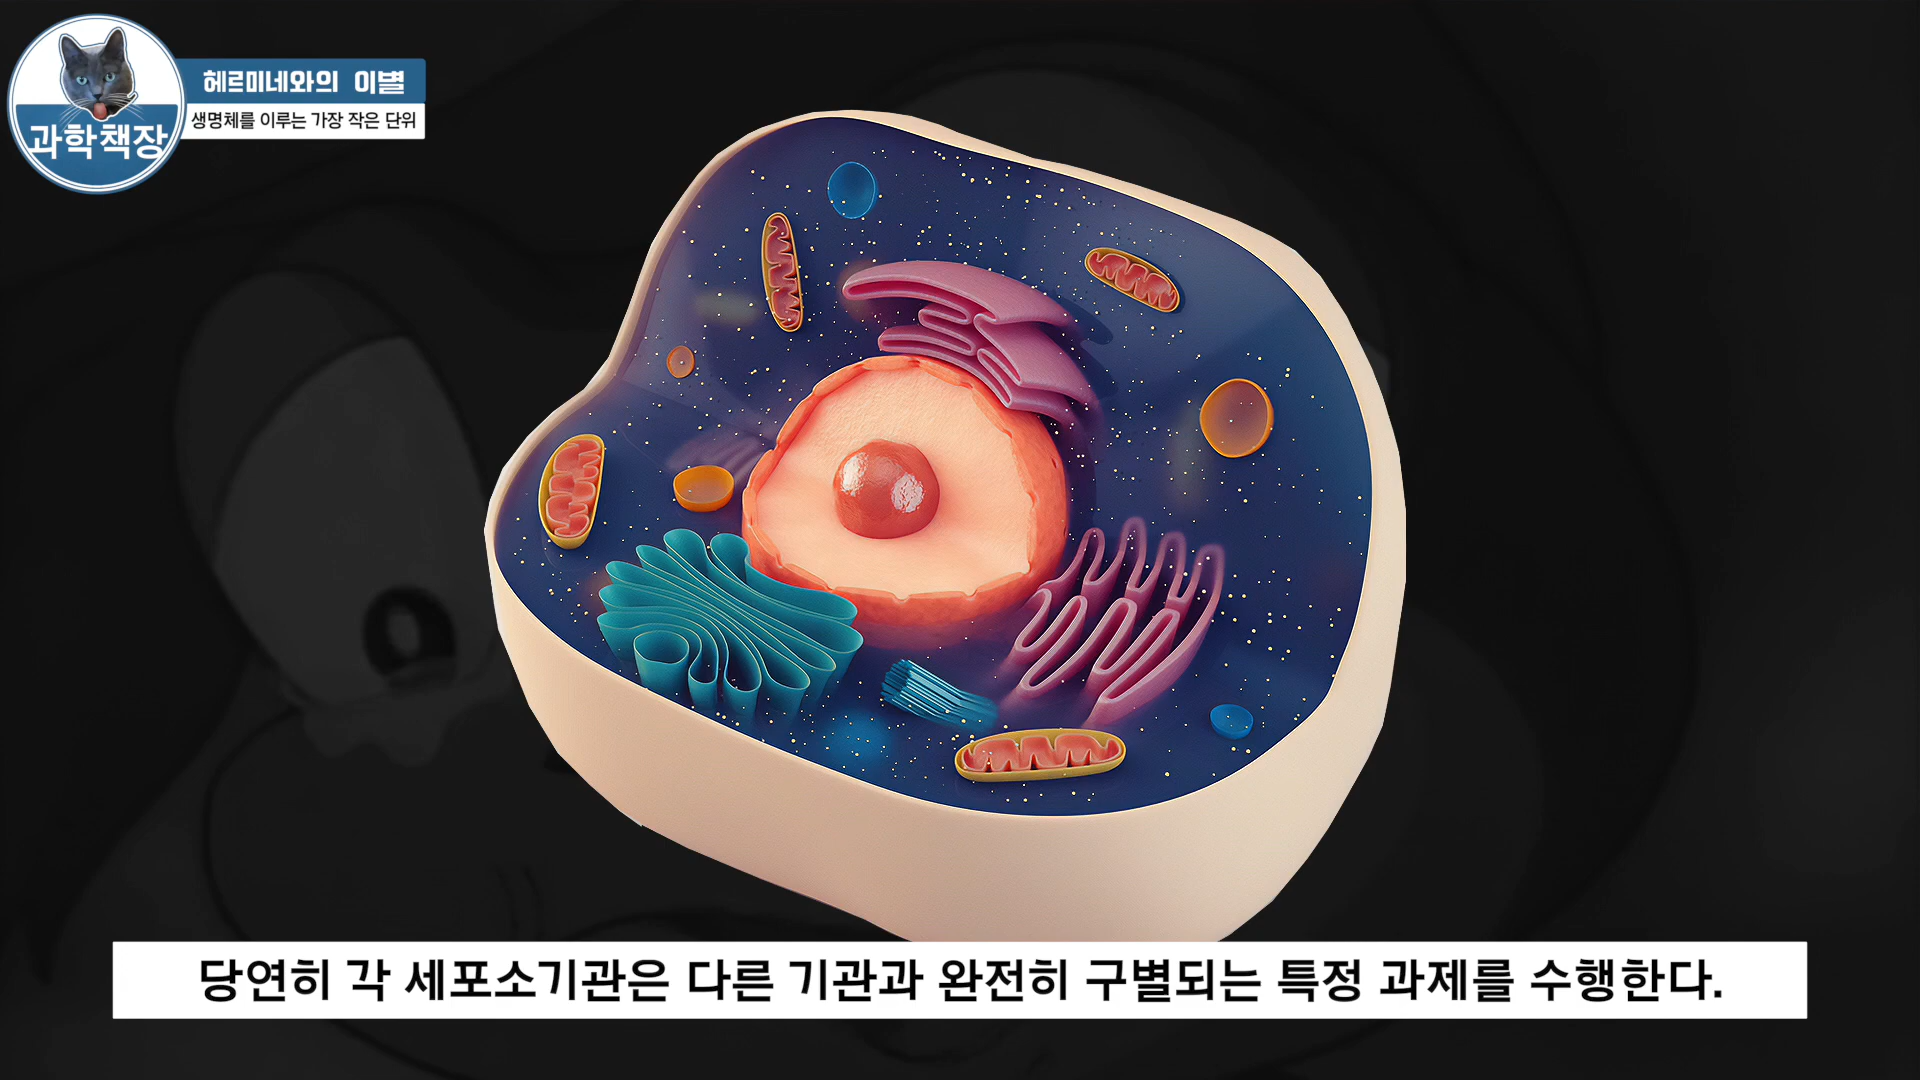 헤르미네와의 이별
생명체를 이루는 가장 작은 단위
과학책장
당연히 각 세포소기관은 다른 기관과 완전히 구별되는 특정 과제를 수행한다.